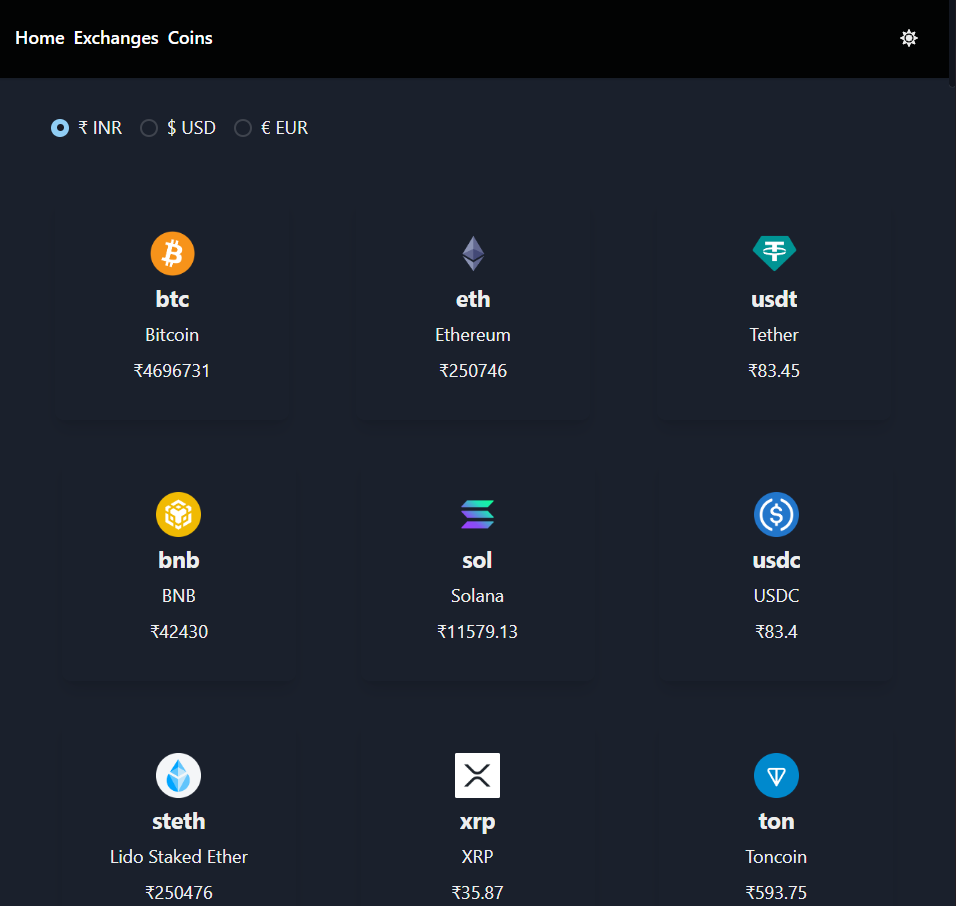 Home Exchanges Coins
₹ INR $ USD € EUR
btc eth usdt
Bitcoin Ethereum Tether
₹4696731 ₹250746 ₹83.45
bnb sol usdc
BNB Solana USDC
₹42430 ₹11579.13 ₹83.4
steth xrp ton
Lido Staked Ether XRP Toncoin
₹250476 ₹35.87 ₹593.75